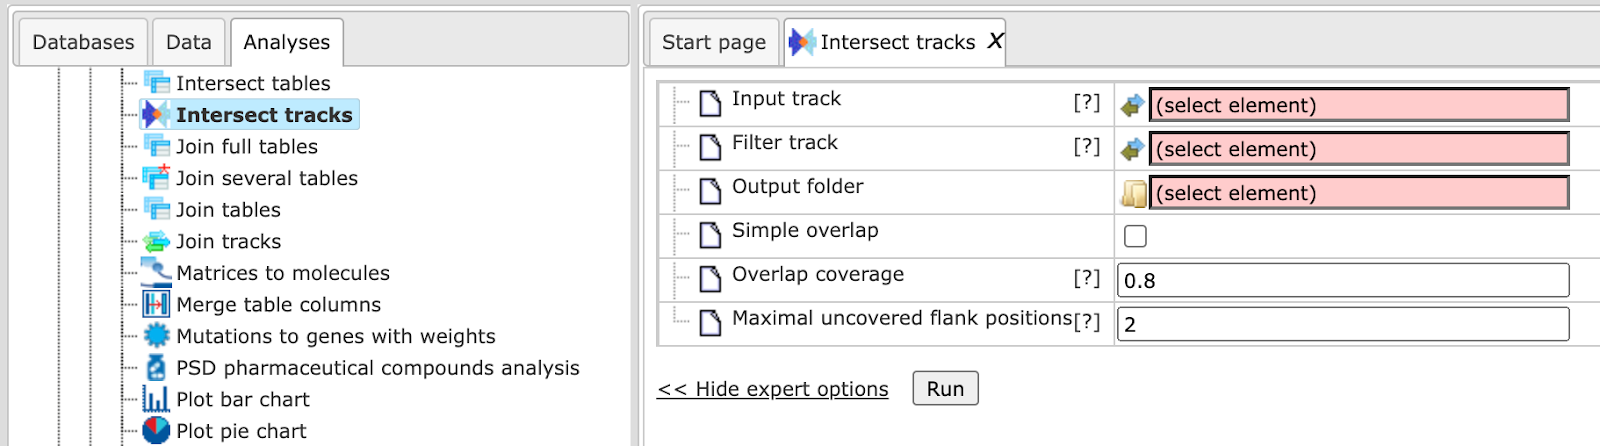 Databases Data Analyses
Intersect tables
Intersect tracks
Join full tables
Join several tables
Join tables
Join tracks
Matrices to molecules
Merge table columns
Mutations to genes with weights
PSD pharmaceutical compounds analysis
Plot bar chart
Plot pie chart
Start page Intersect tracks X
Input track [?] (select element)
Filter track [?] (select element)
Output folder (select element)
Simple overlap
Overlap coverage [?] 0.8
Maximal uncovered flank positions[?] 2
<< Hide expert options Run